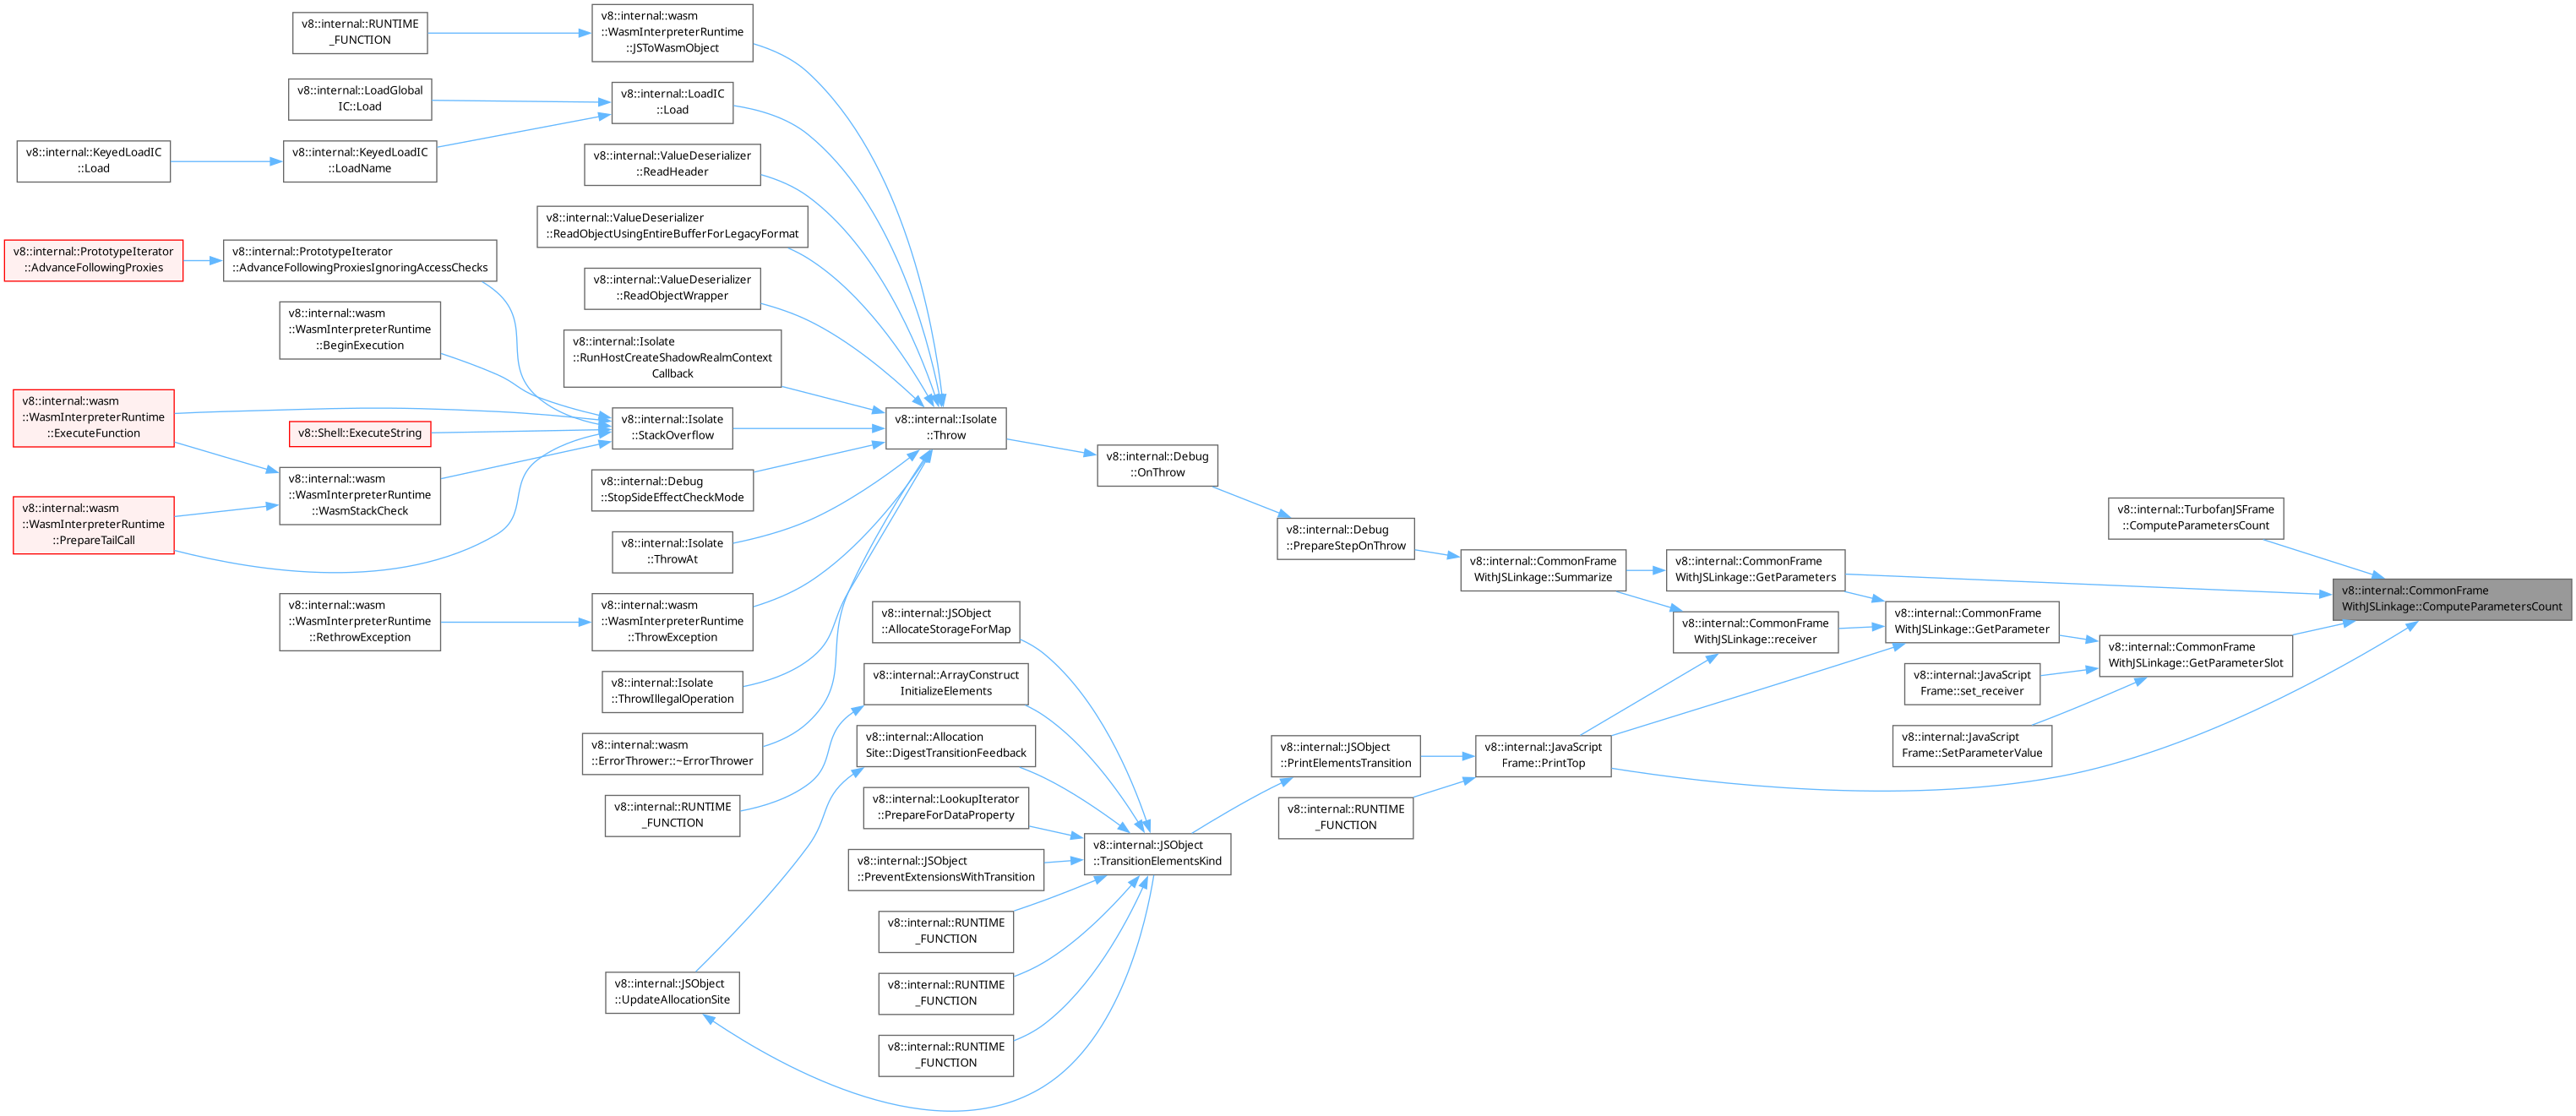 v8::internal::RUNTIME
_FUNCTION
v8::internal::wasm
::WasmInterpreterRuntime
::JSToWasmObject
v8::internal::LoadGlobal
IC::Load
v8::internal::LoadIC
::Load
v8::internal::KeyedLoadIC
::Load
v8::internal::KeyedLoadIC
::LoadName
v8::internal::ValueDeserializer
::ReadHeader
v8::internal::ValueDeserializer
::ReadObjectUsingEntireBufferForLegacyFormat
v8::internal::PrototypeIterator
::AdvanceFollowingProxies
v8::internal::PrototypeIterator
::AdvanceFollowingProxiesIgnoringAccessChecks
v8::internal::ValueDeserializer
::ReadObjectWrapper
v8::internal::wasm
::WasmInterpreterRuntime
::BeginExecution
v8::internal::Isolate
::RunHostCreateShadowRealmContext
Callback
v8::internal::wasm
::WasmInterpreterRuntime
::ExecuteFunction
v8::Shell::ExecuteString
v8::internal::Isolate
::StackOverflow
v8::internal::Isolate
::Throw
v8::internal::Debug
::OnThrow
v8::internal::wasm
::WasmInterpreterRuntime
::WasmStackCheck
v8::internal::Debug
::StopSideEffectCheckMode
v8::internal::wasm
::WasmInterpreterRuntime
::PrepareTailCall
v8::internal::Isolate
::ThrowAt
v8::internal::Debug
::PrepareStepOnThrow
v8::internal::TurbofanJSFrame
::ComputeParametersCount
v8::internal::CommonFrame
WithJSLinkage::Summarize
v8::internal::CommonFrame
WithJSLinkage::GetParameters
v8::internal::CommonFrame
WithJSLinkage::ComputeParametersCount
v8::internal::wasm
::WasmInterpreterRuntime
::RethrowException
v8::internal::wasm
::WasmInterpreterRuntime
::ThrowException
v8::internal::JSObject
::AllocateStorageForMap
v8::internal::CommonFrame
WithJSLinkage::receiver
v8::internal::CommonFrame
WithJSLinkage::GetParameter
v8::internal::CommonFrame
WithJSLinkage::GetParameterSlot
v8::internal::Isolate
::ThrowIllegalOperation
v8::internal::ArrayConstruct
InitializeElements
v8::internal::JavaScript
Frame::set_receiver
v8::internal::wasm
::ErrorThrower::~ErrorThrower
v8::internal::Allocation
Site::DigestTransitionFeedback
v8::internal::JSObject
::PrintElementsTransition
v8::internal::JavaScript
Frame::PrintTop
v8::internal::JavaScript
Frame::SetParameterValue
v8::internal::RUNTIME
_FUNCTION
v8::internal::LookupIterator
::PrepareForDataProperty
v8::internal::RUNTIME
_FUNCTION
v8::internal::JSObject
::TransitionElementsKind
v8::internal::JSObject
::PreventExtensionsWithTransition
v8::internal::RUNTIME
_FUNCTION
v8::internal::JSObject
::UpdateAllocationSite
v8::internal::RUNTIME
_FUNCTION
v8::internal::RUNTIME
_FUNCTION